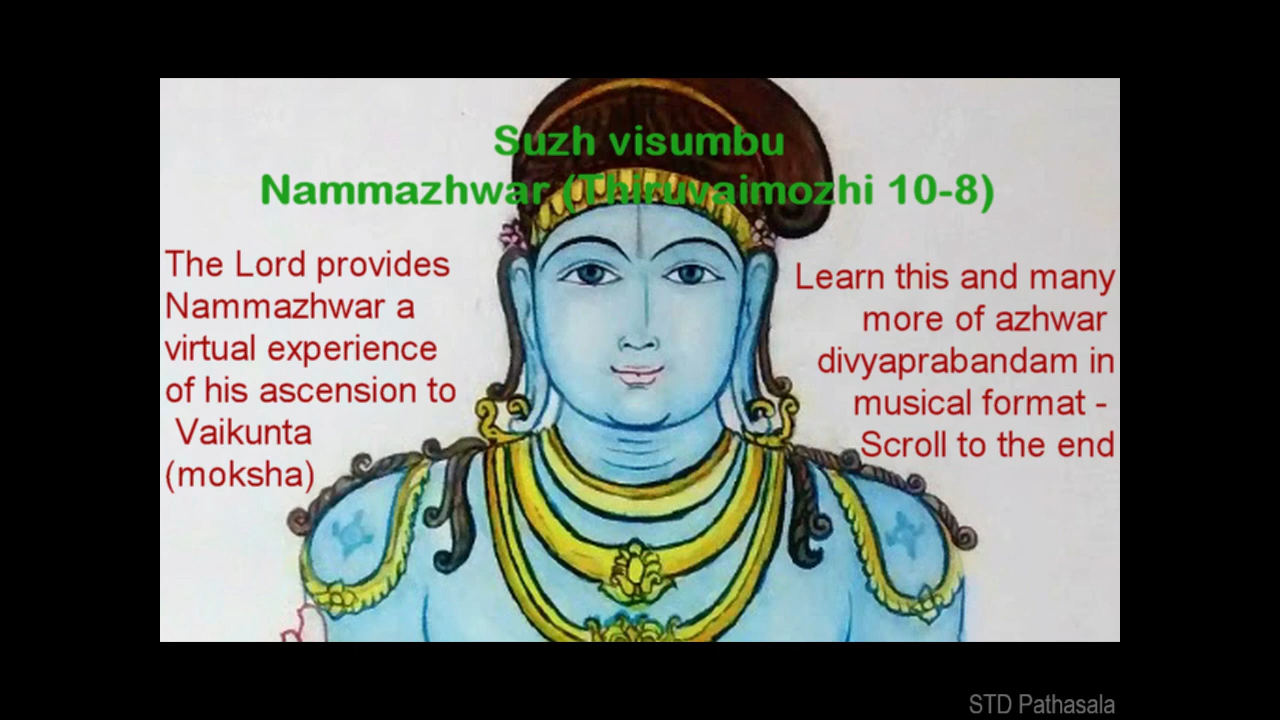 Suzh visumbu
Nammazhwar (Thiruvaimozhi 10-8)
The Lord provides
Nammazhwar a
virtual experience
of his ascension to
Vaikunta
(moksha)
Learn this and many
more of azhwar
divyaprabandam in
musical format -
Scroll to the end
STD Pathasala